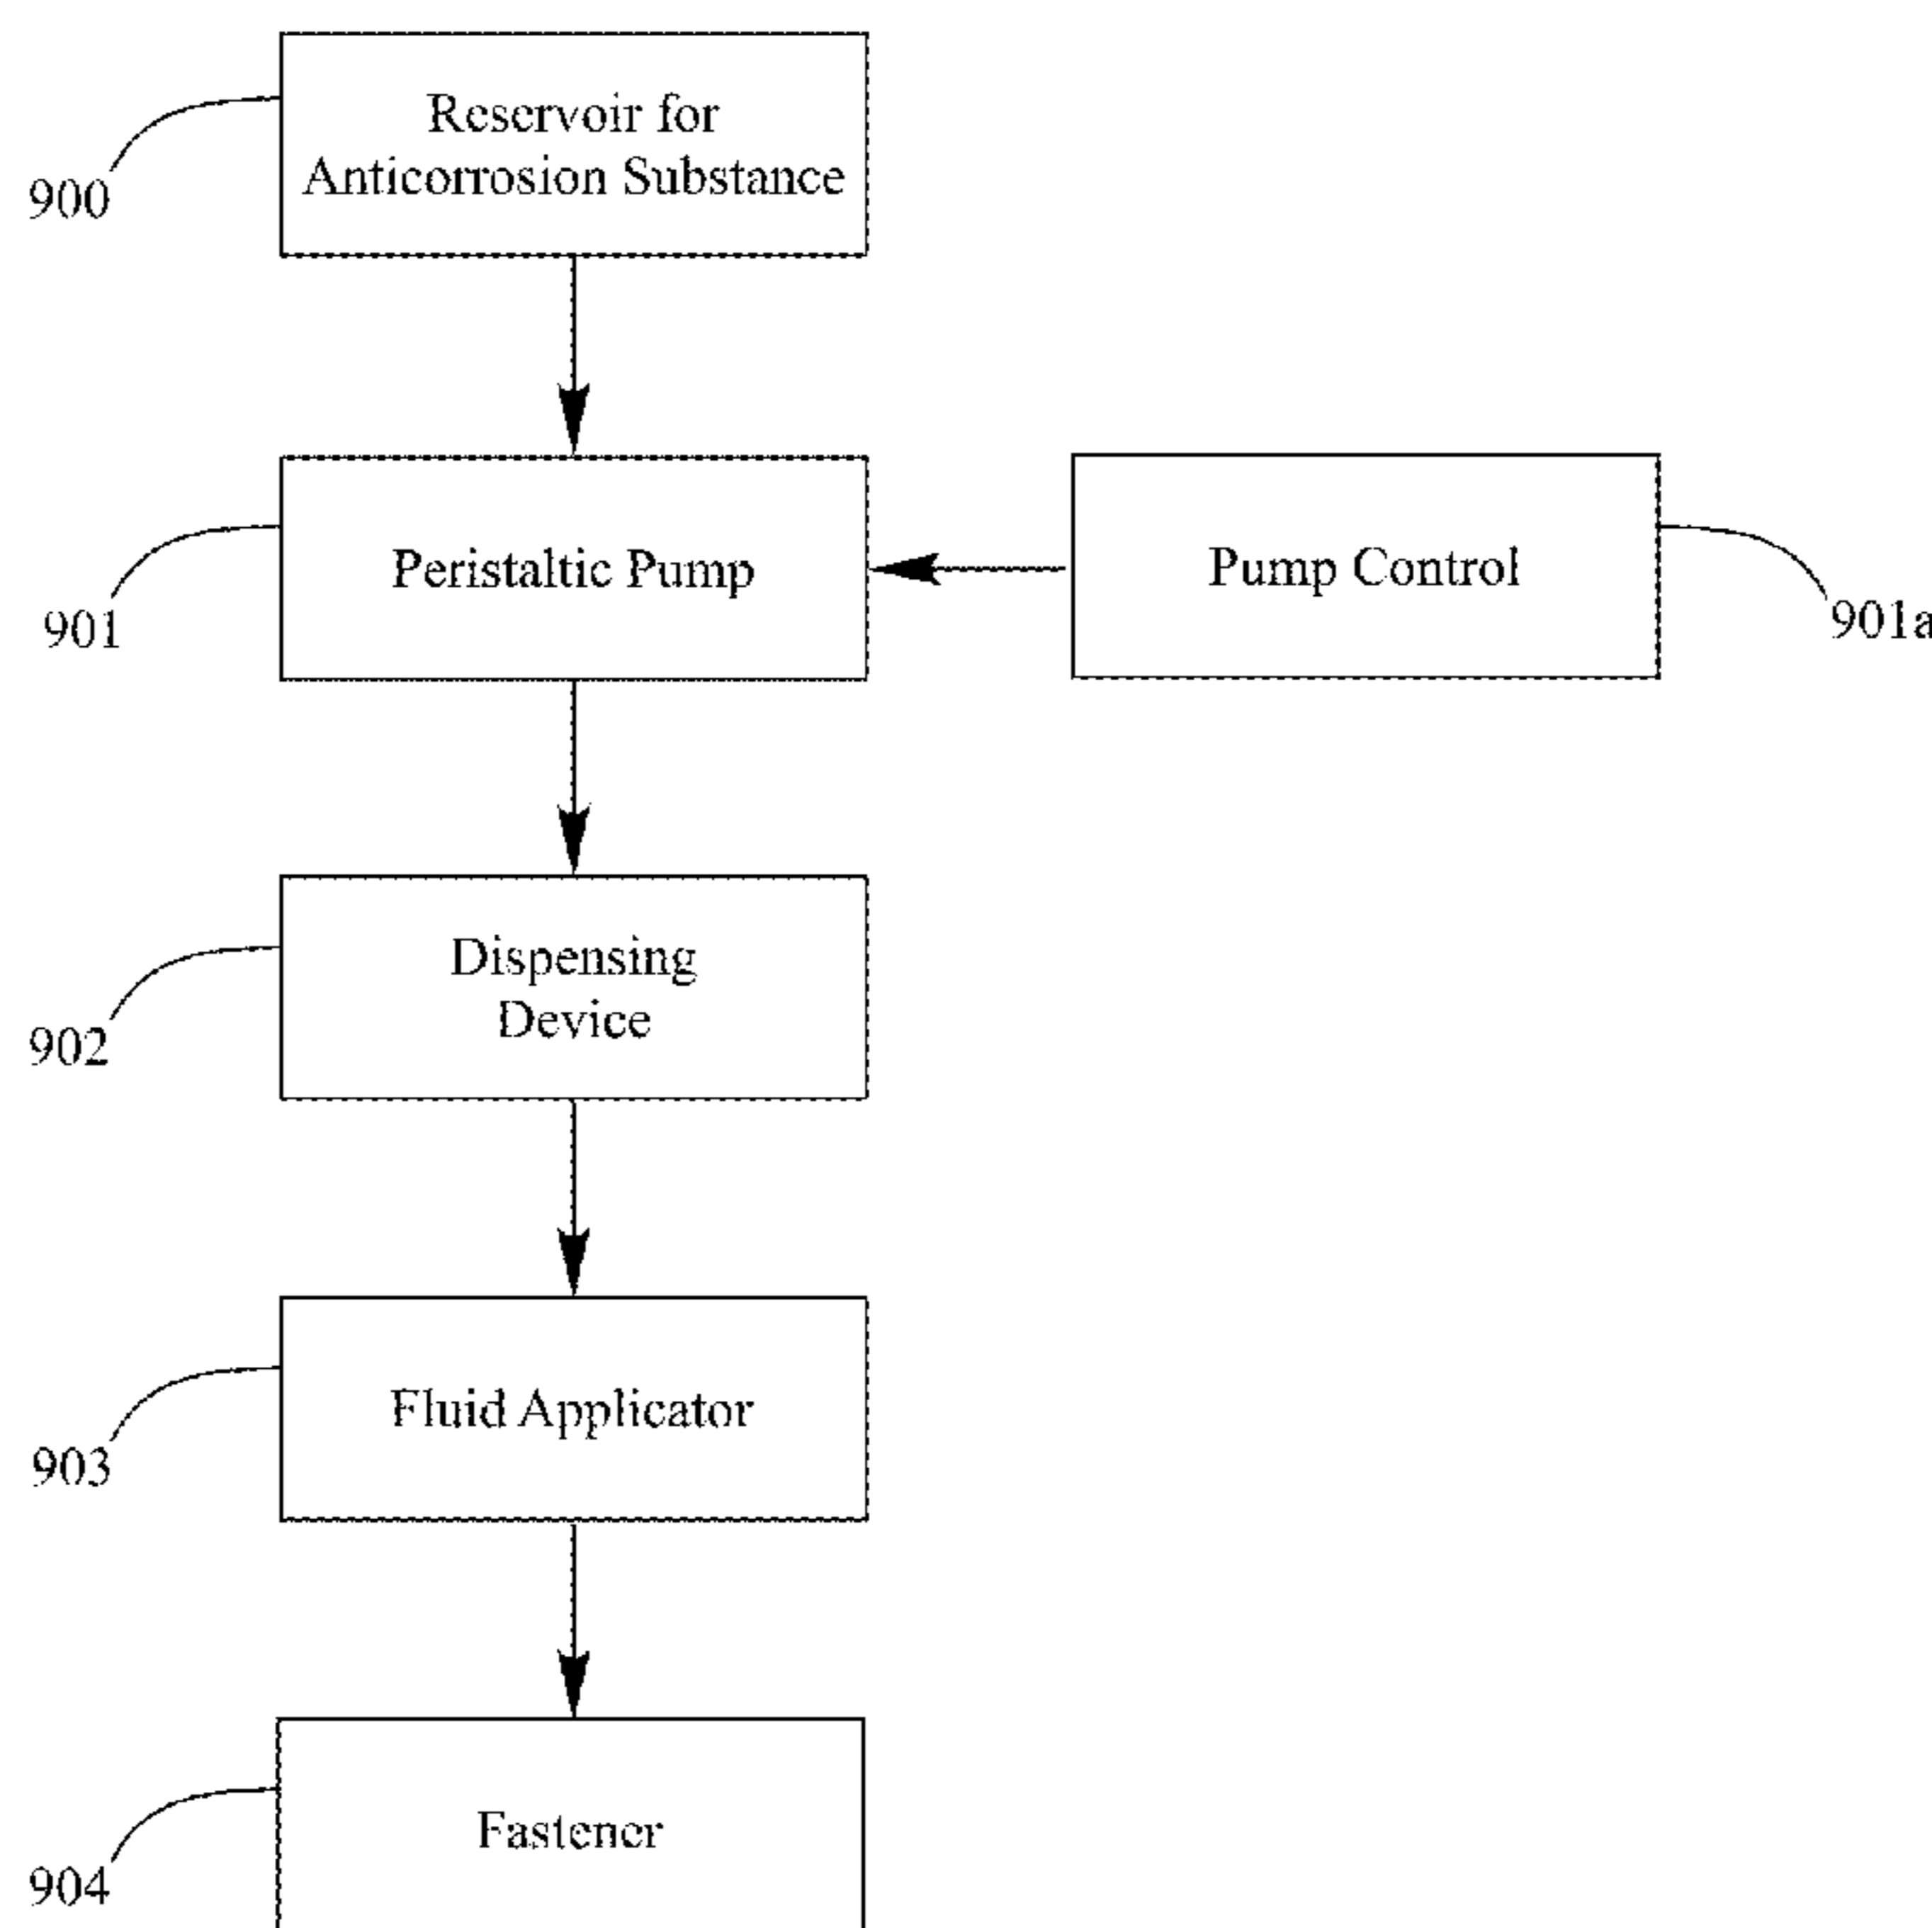 Reservoir for
Anticorrosion Substance
900
Peristaltic Pump
Pump Control
901
901a
Dispensing
Device
902
Fluid Applicator
903
Fastener
904